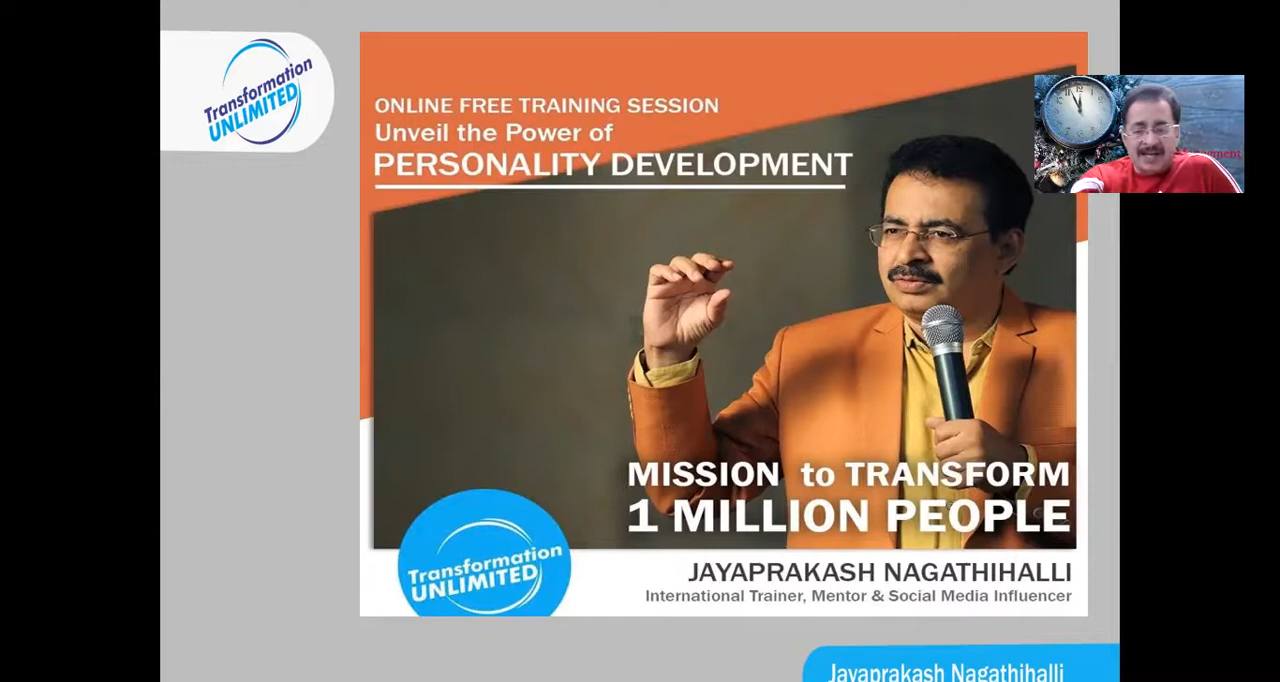 Transformation
UNLIMITED
ONLINE FREE TRAINING SESSION
Unveil the Power of
PERSONALITY DEVELOPMENT
MISSION to TRANSFORM
1 MILLION PEOPLE
Transformation
UNLIMITED
JAYAPRAKASH NAGATHIHALLI
International Trainer, Mentor & Social Media Influencer
Jayaprakash Nagathihalli